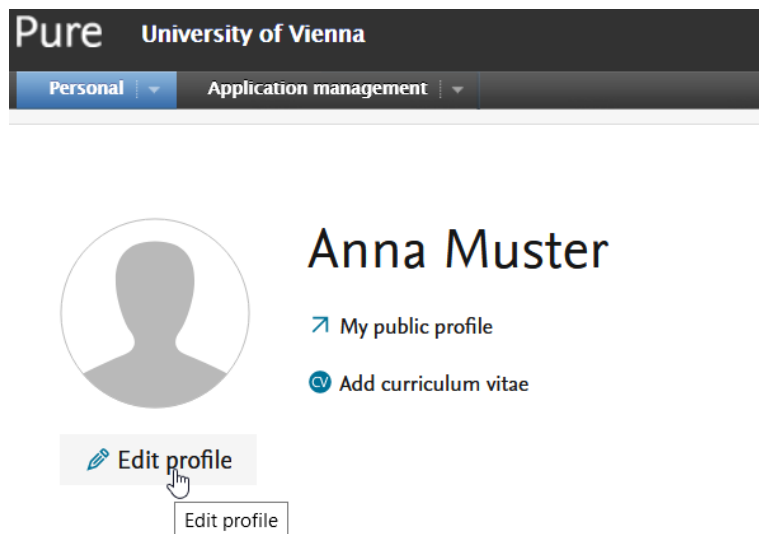 Pure University of Vienna
Personal Application management
Anna Muster
My public profile
CV Add curriculum vitae
Edit profile
Edit profile